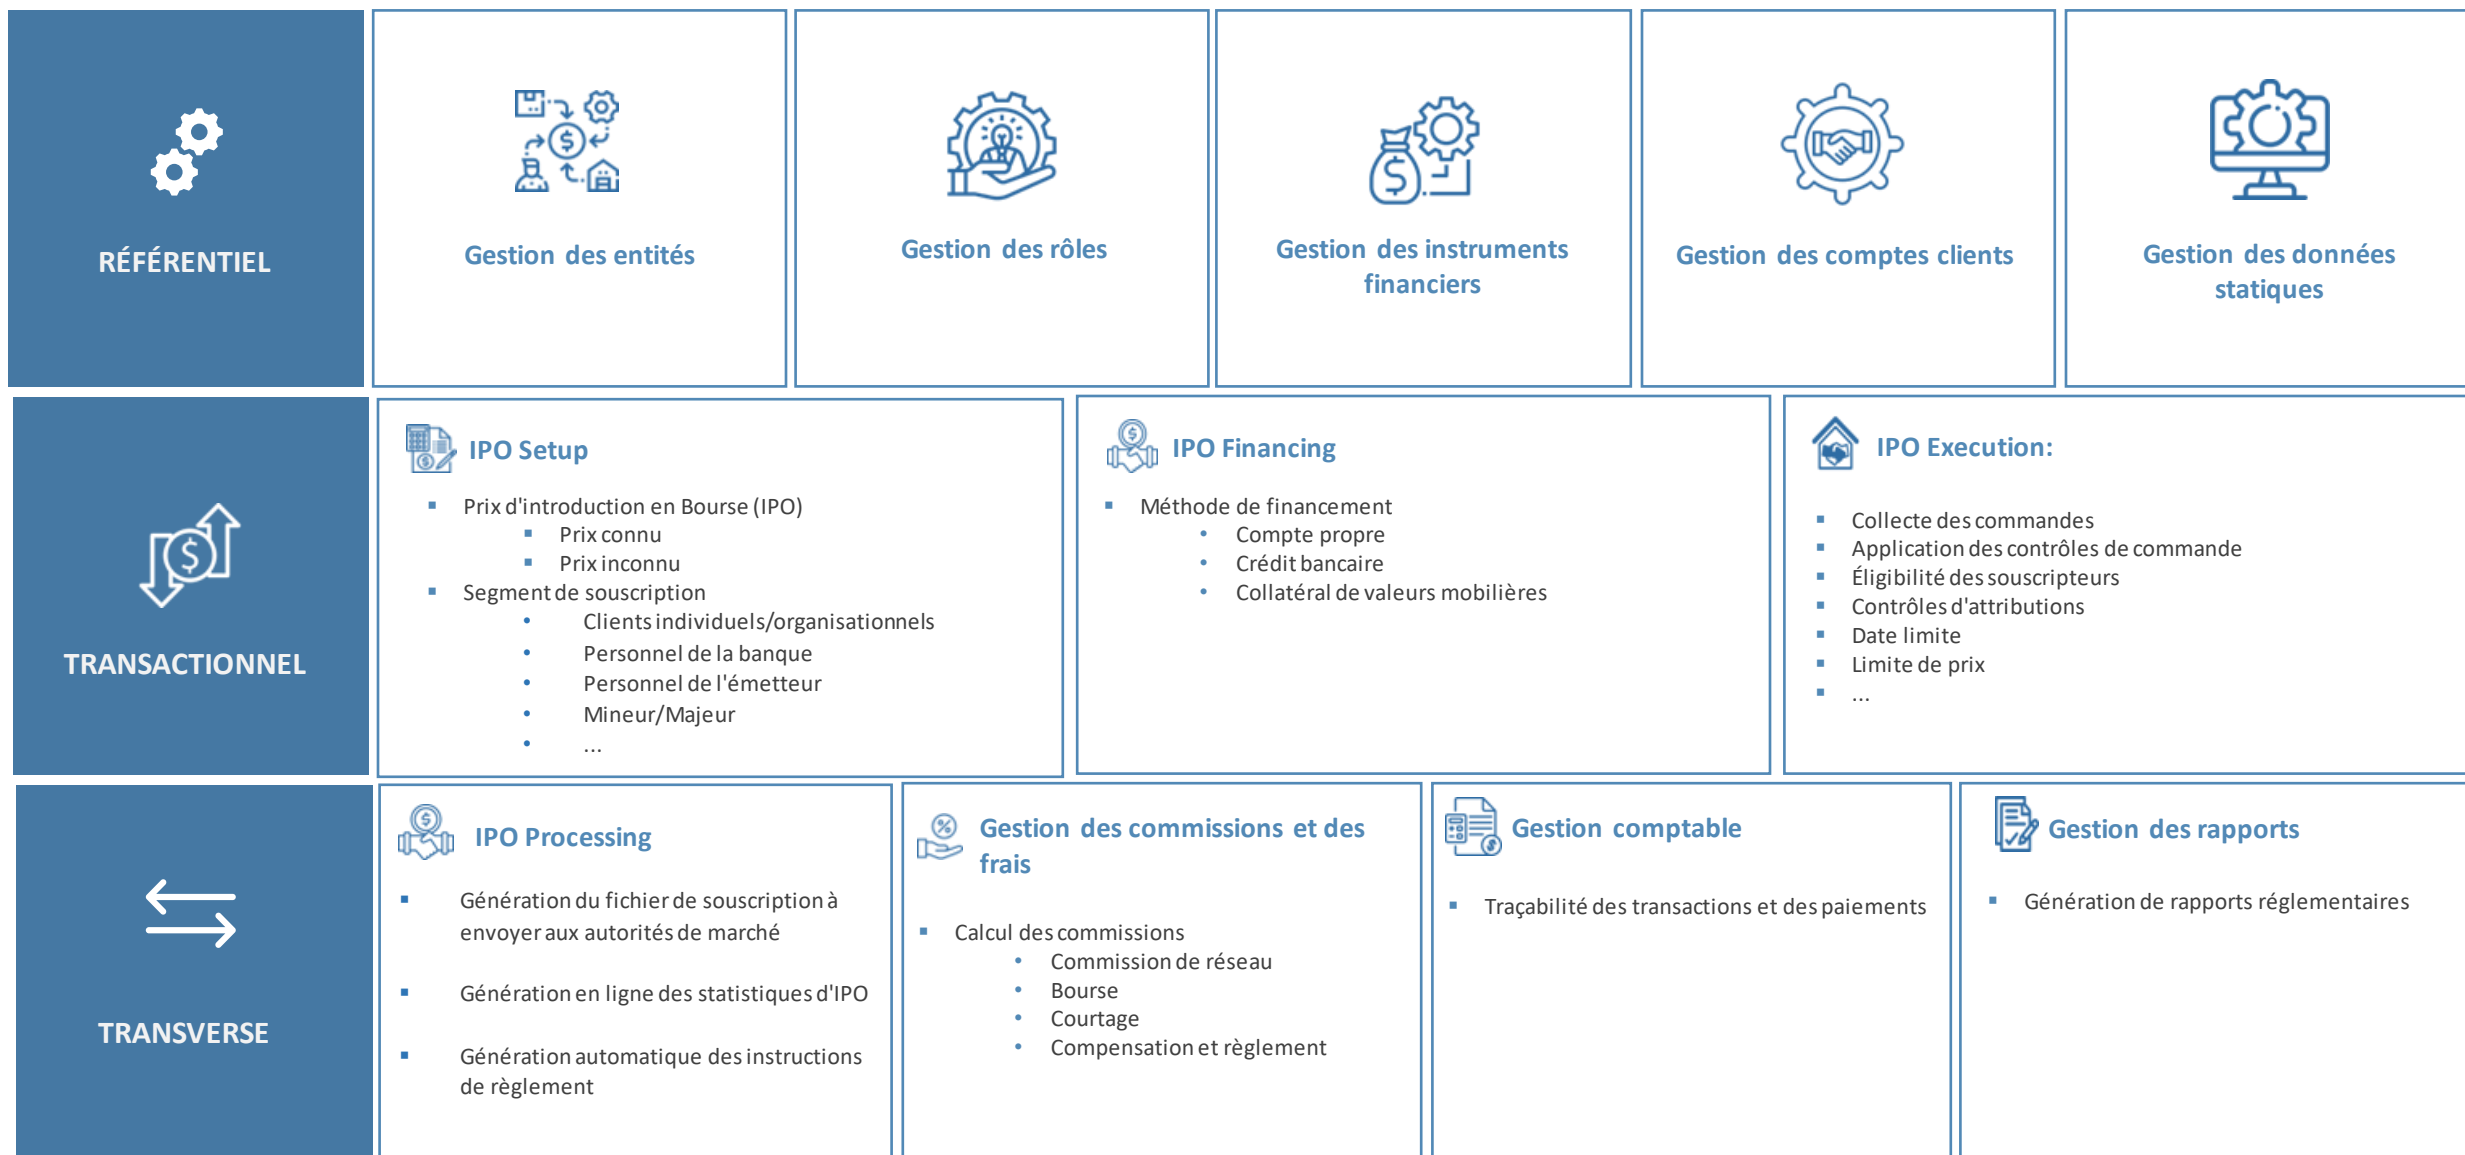 RÉFÉRENTIEL
Gestion des entités
Gestion des rôles
Gestion des instruments
financiers
Gestion des comptes clients
Gestion des données
statiques
TRANSACTIONNEL
IPO Setup
▪ Prix d'introduction en Bourse (IPO)
▪ Prix connu
▪ Prix inconnu
▪ Segment de souscription
• Clients individuels/organisationnels
• Personnel de la banque
• Personnel de l'émetteur
• Mineur/Majeur
• ...
IPO Financing
▪ Méthode de financement
• Compte propre
• Crédit bancaire
• Collatéral de valeurs mobilières
IPO Execution:
▪ Collecte des commandes
▪ Application des contrôles de commande
▪ Éligibilité des souscripteurs
▪ Contrôles d'attributions
▪ Date limite
▪ Limite de prix
▪ ...
TRANSVERSE
IPO Processing
▪ Génération du fichier de souscription à
envoyer aux autorités de marché
▪ Génération en ligne des statistiques d'IPO
▪ Génération automatique des instructions
de règlement
Gestion des commissions et des
frais
▪ Calcul des commissions
• Commission de réseau
• Bourse
• Courtage
• Compensation et règlement
Gestion comptable
▪ Traçabilité des transactions et des paiements
Gestion des rapports
▪ Génération de rapports réglementaires